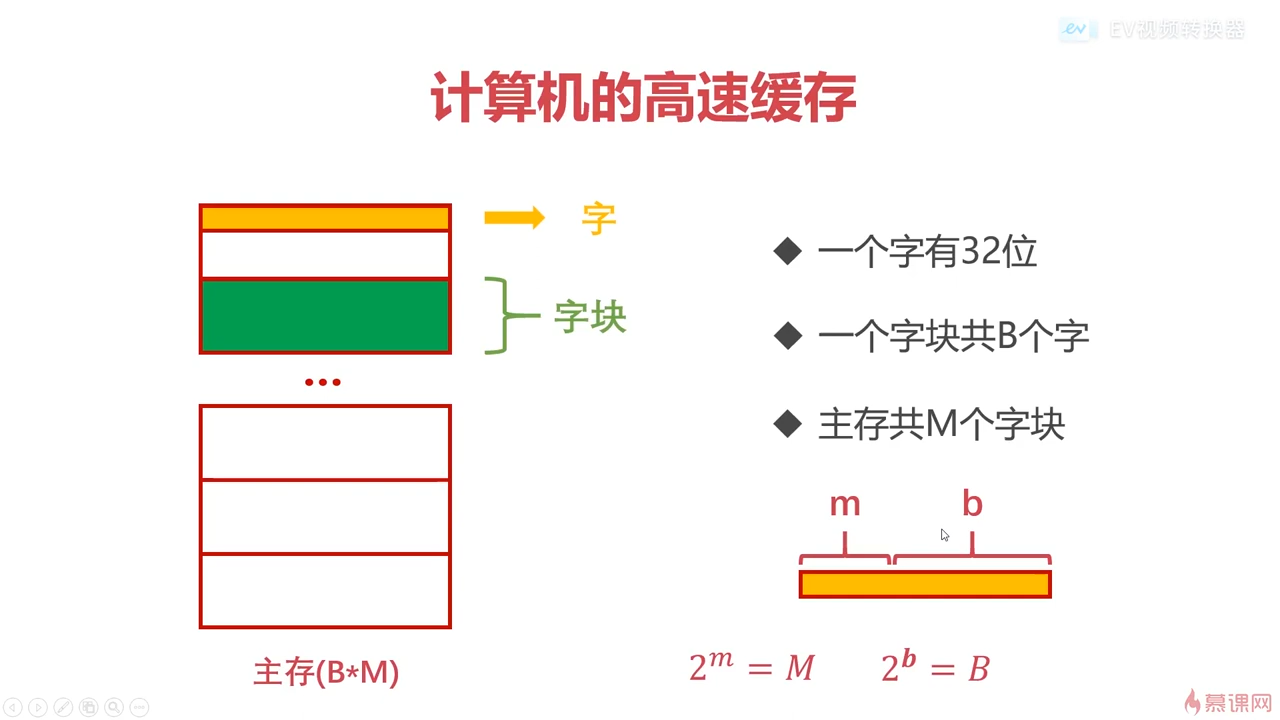 EV视频转换器
计算机的高速缓存
字
字块
...
主存(B*M)
◆ 一个字有32位
◆ 一个字块共B个字
◆ 主存共M个字块
m b
2^m = M 2^b = B
慕课网